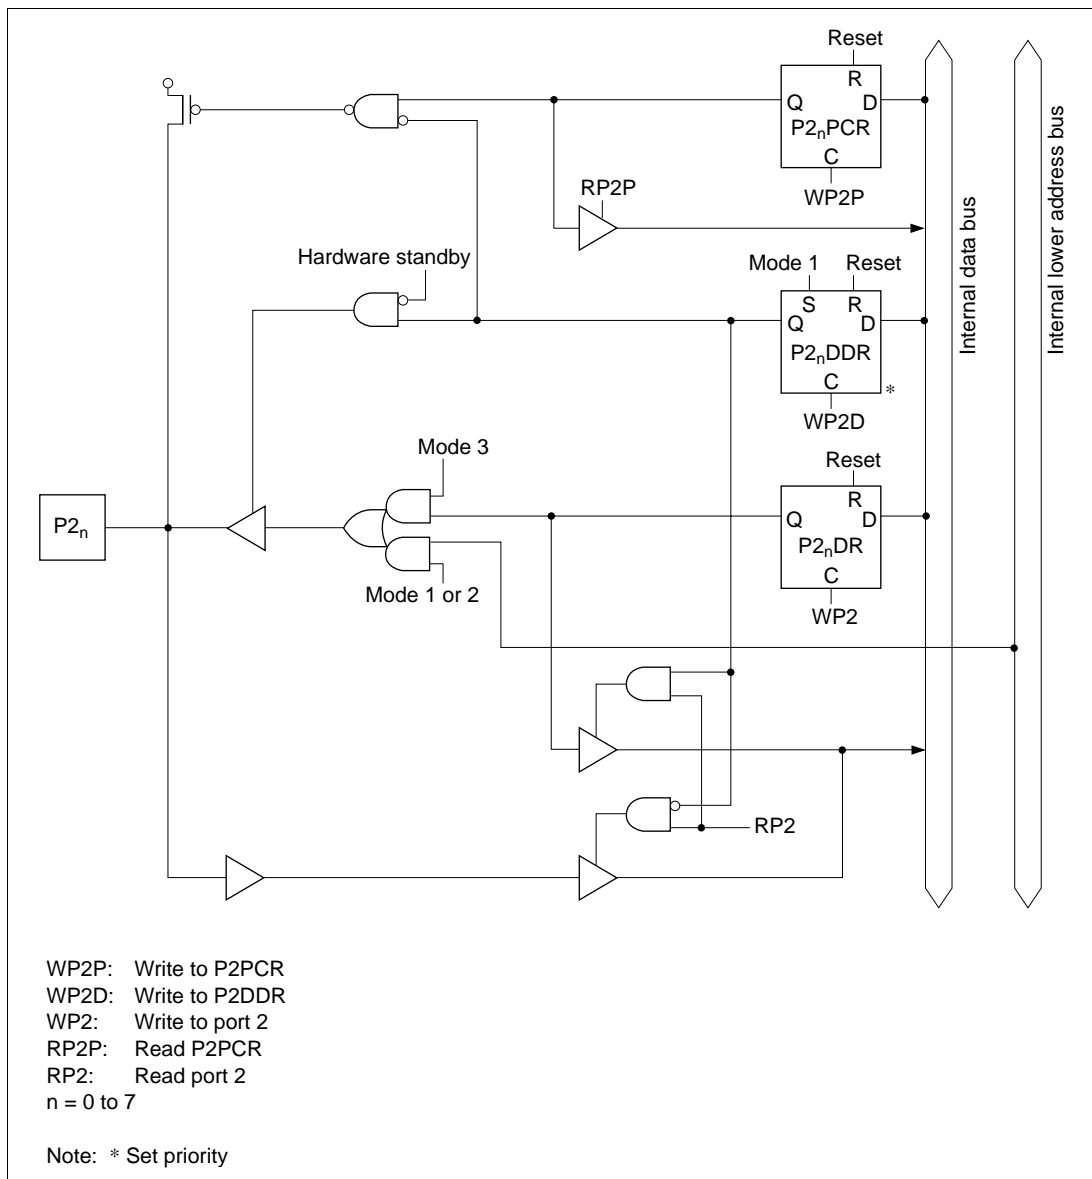 Reset
R
Q D
P2nPCR
C
WP2P
RP2P
Hardware standby
Mode 1 Reset
S R
Q D
P2nDDR
C
*
WP2D
Mode 3
Reset
R
P2n
Q D
P2nDR
C
Mode 1 or 2
WP2
RP2
Internal data bus
Internal lower address bus
WP2P: Write to P2PCR
WP2D: Write to P2DDR
WP2: Write to port 2
RP2P: Read P2PCR
RP2: Read port 2
n = 0 to 7
Note: * Set priority